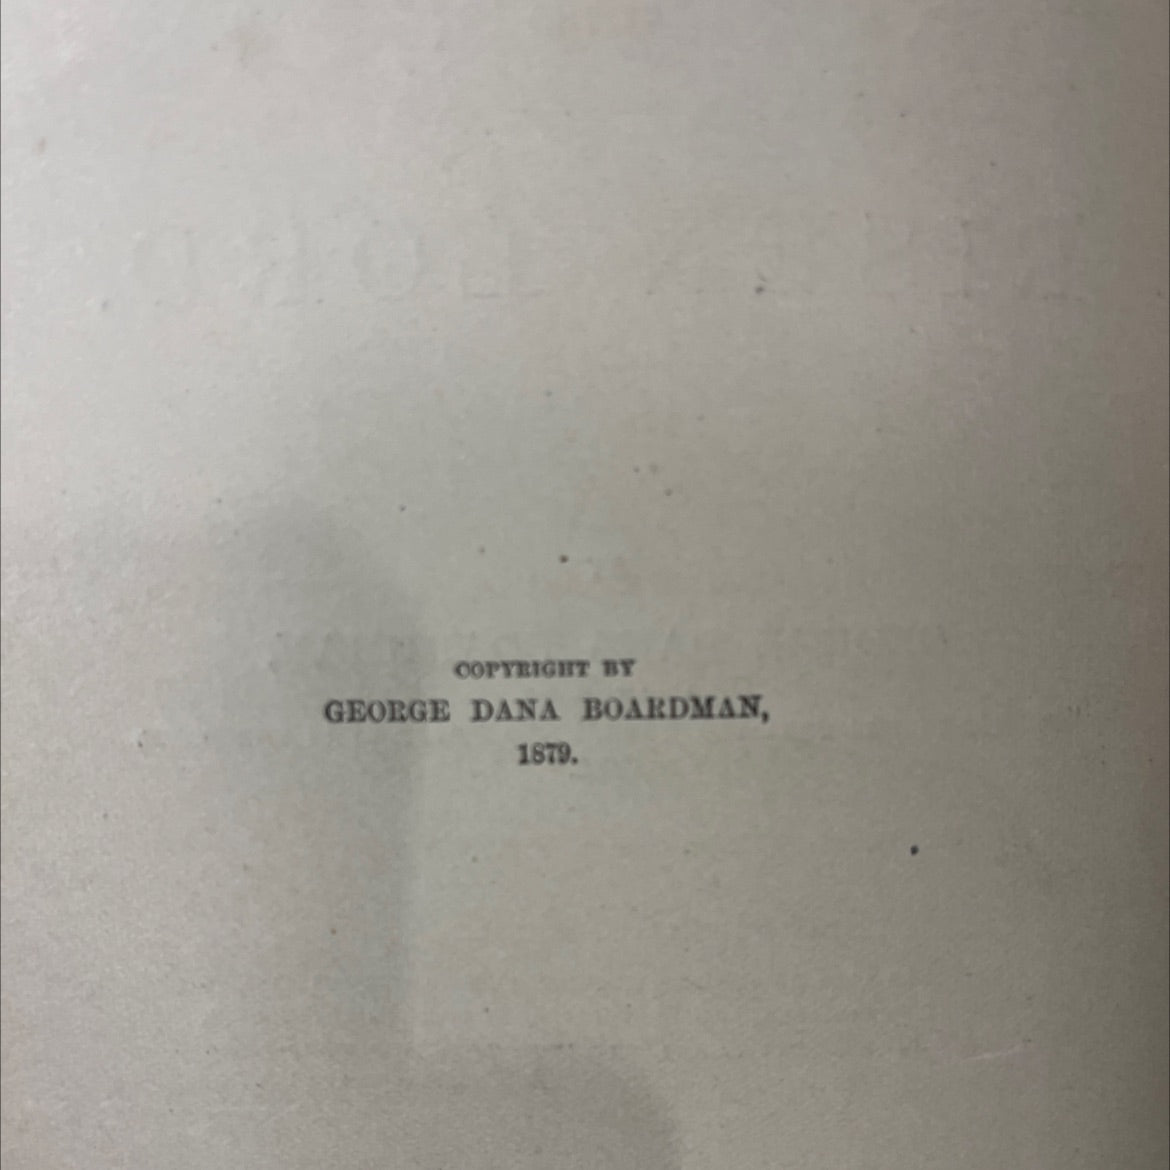 COPYRIGHT BY
GEORGE DANA BOARDMAN,
1879.